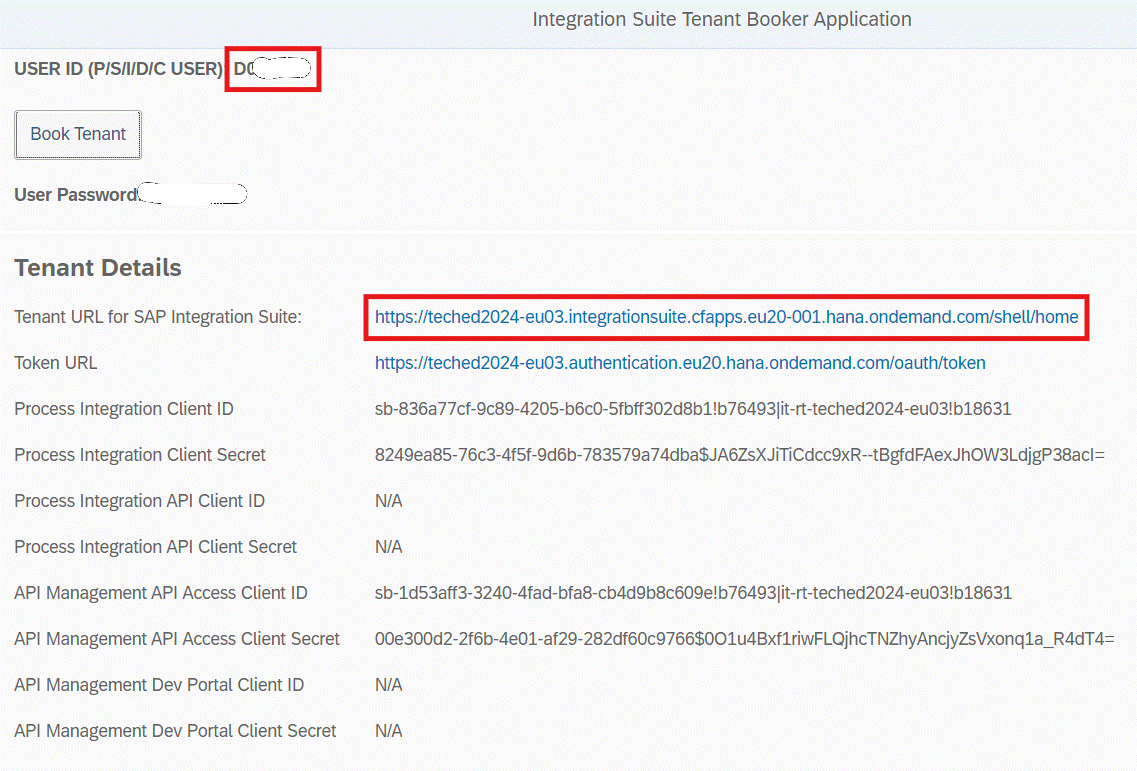 Integration Suite Tenant Booker Application
USER ID (P/S/I/D/C USER) D0
Book Tenant
User Password:
Tenant Details
Tenant URL for SAP Integration Suite: https://teched2024-eu03.integrationsuite.cfapps.eu20-001.hana.ondemand.com/shell/home
Token URL https://teched2024-eu03.authentication.eu20.hana.ondemand.com/oauth/token
Process Integration Client ID sb-836a77cf-9c89-4205-b6c0-5fbff302d8b1!b76493|it-rt-teched2024-eu03!b18631
Process Integration Client Secret 8249ea85-76c3-4f5f-9d6b-783579a74dba$JA6ZsXJiTiCdcc9xR--tBgfdFAexJhOW3LdjgP38acI=
Process Integration API Client ID N/A
Process Integration API Client Secret N/A
API Management API Access Client ID sb-1d53aff3-3240-4fad-bfa8-cb4d9b8c609e!b76493|it-rt-teched2024-eu03!b18631
API Management API Access Client Secret 00e300d2-2f6b-4e01-af29-282df60c9766$0O1u4Bxf1riwFLQjhcTNZhyAncjyZsVxonq1a_R4dT4=
API Management Dev Portal Client ID N/A
API Management Dev Portal Client Secret N/A